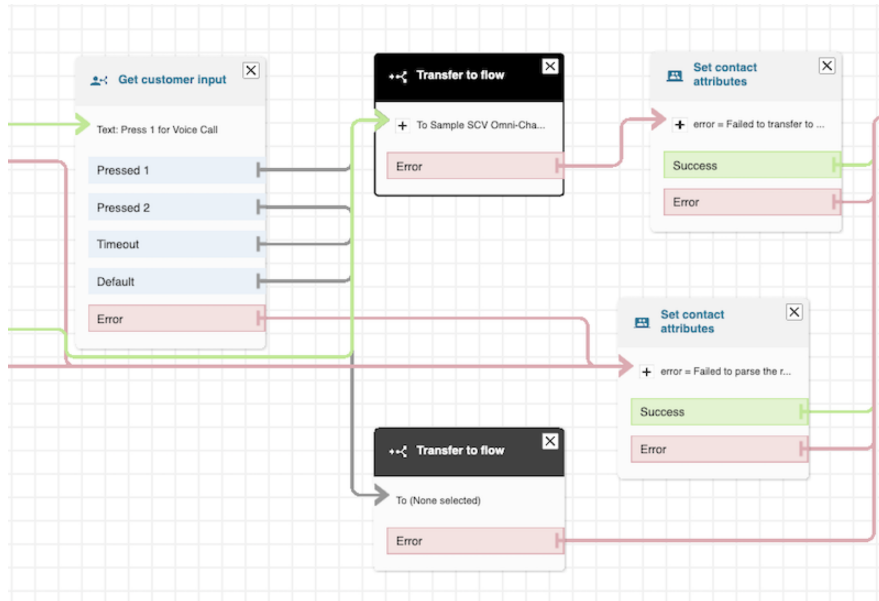 Get customer input
Text: Press 1 for Voice Call
Pressed 1
Pressed 2
Timeout
Default
Error
Transfer to flow
To Sample SCV Omni-Cha...
Error
Set contact
attributes
error = Failed to transfer to ...
Success
Error
Set contact
attributes
error = Failed to parse the r...
Success
Error
Transfer to flow
To (None selected)
Error